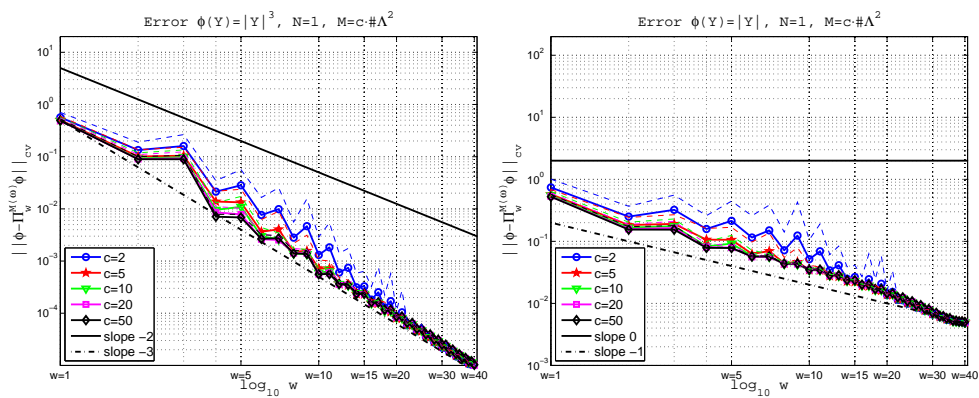 Error ϕ(Y)=|Y|^3, N=1, M=c·#Λ^2
10^1
10^0
10^−1
10^−2
10^−3
10^−4
|| ϕ−Π_w^M(ω) ϕ ||_cv
c=2
c=5
c=10
c=20
c=50
slope −2
slope −3
w=1 w=5 w=10 w=15 w=20 w=30 w=40
log_10 w
Error ϕ(Y)=|Y|, N=1, M=c·#Λ^2
10^2
10^1
10^0
10^−1
10^−2
10^−3
|| ϕ−Π_w^M(ω) ϕ ||_cv
c=2
c=5
c=10
c=20
c=50
slope 0
slope −1
w=1 w=5 w=10 w=15 w=20 w=30 w=40
log_10 w